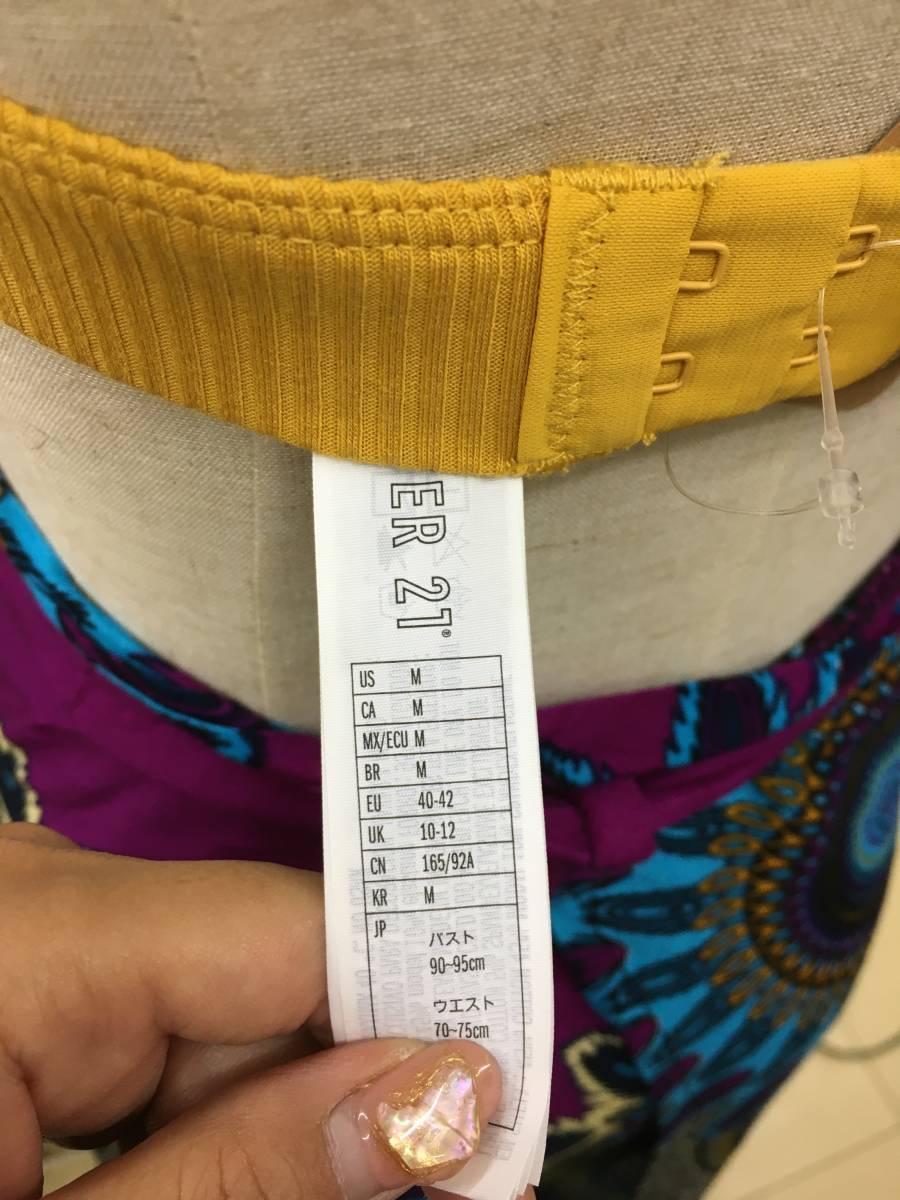 ER 21®
US M
CA M
MX/ECU M
BR M
EU 40-42
UK 10-12
CN 165/92A
KR M
JP
バスト
90~95cm
ウエスト
70~75cm